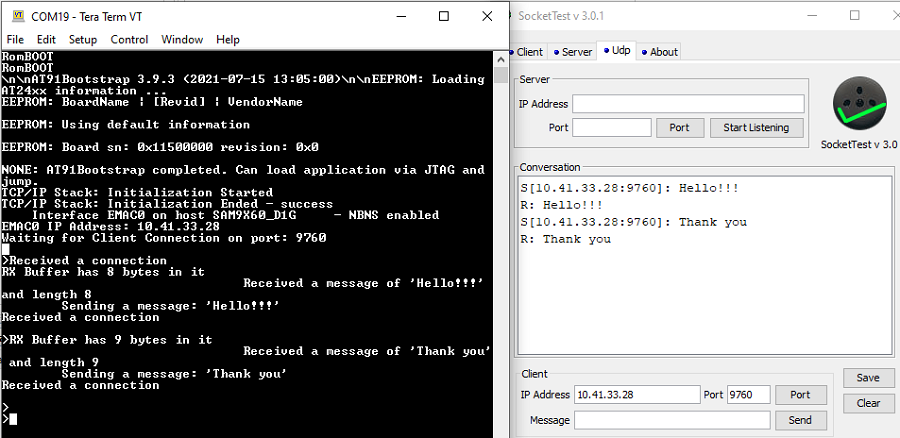 VT COM19 - Tera Term VT
File Edit Setup Control Window Help
RomBOOT
RomBOOT
\n\nAT91Bootstrap 3.9.3 (2021-07-15 13:05:00)\n\nEEPROM: Loading
AT24xx information ...
EEPROM: BoardName | [Revid] | VendorName
EEPROM: Using default information
EEPROM: Board sn: 0x11500000 revision: 0x0
NONE: AT91Bootstrap completed. Can load application via JTAG and
jump.
TCP/IP Stack: Initialization Started
TCP/IP Stack: Initialization Ended - success
Interface EMAC0 on host SAM9X60_D1G - NBNS enabled
EMAC0 IP Address: 10.41.33.28
Waiting for Client Connection on port: 9760
>Received a connection
RX Buffer has 8 bytes in it
Received a message of 'Hello!!!'
and length 8
Sending a message: 'Hello!!!'
Received a connection
>RX Buffer has 9 bytes in it
Received a message of 'Thank you'
and length 9
Sending a message: 'Thank you'
Received a connection
>
>
SocketTest v 3.0.1
Client Server Udp About
Server
IP Address
Port Port Start Listening
SocketTest v 3.0
Conversation
S[10.41.33.28:9760]: Hello!!!
R: Hello!!!
S[10.41.33.28:9760]: Thank you
R: Thank you
Client
IP Address 10.41.33.28 Port 9760 Port
Message Send
Save
Clear